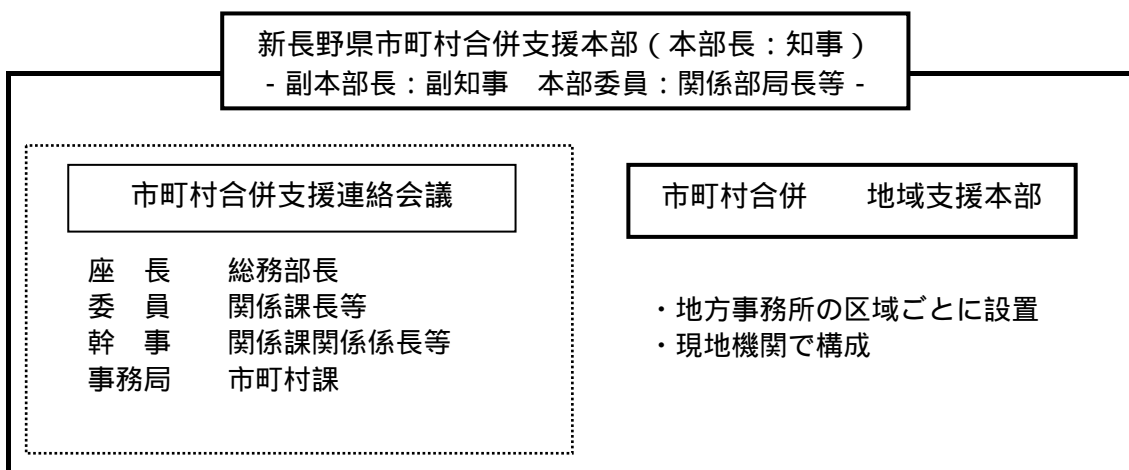 新長野県市町村合併支援本部（本部長：知事）
- 副本部長：副知事　本部委員：関係部局長等 -
市町村合併支援連絡会議
座　長　　総務部長
委　員　　関係課長等
幹　事　　関係課関係係長等
事務局　　市町村課
市町村合併　　地域支援本部
・地方事務所の区域ごとに設置
・現地機関で構成